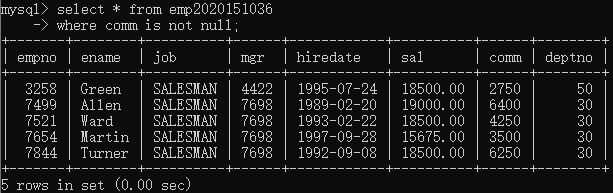 mysql> select * from emp2020151036
    -> where comm is not null;
+-------+--------+----------+------+------------+----------+------+--------+
| empno | ename | job | mgr | hiredate | sal | comm | deptno |
+-------+--------+----------+------+------------+----------+------+--------+
| 3258 | Green | SALESMAN | 4422 | 1995-07-24 | 18500.00 | 2750 | 50 |
| 7499 | Allen | SALESMAN | 7698 | 1989-02-20 | 19000.00 | 6400 | 30 |
| 7521 | Ward | SALESMAN | 7698 | 1993-02-22 | 18500.00 | 4250 | 30 |
| 7654 | Martin | SALESMAN | 7698 | 1997-09-28 | 15675.00 | 3500 | 30 |
| 7844 | Turner | SALESMAN | 7698 | 1992-09-08 | 18500.00 | 6250 | 30 |
+-------+--------+----------+------+------------+----------+------+--------+
5 rows in set (0.00 sec)